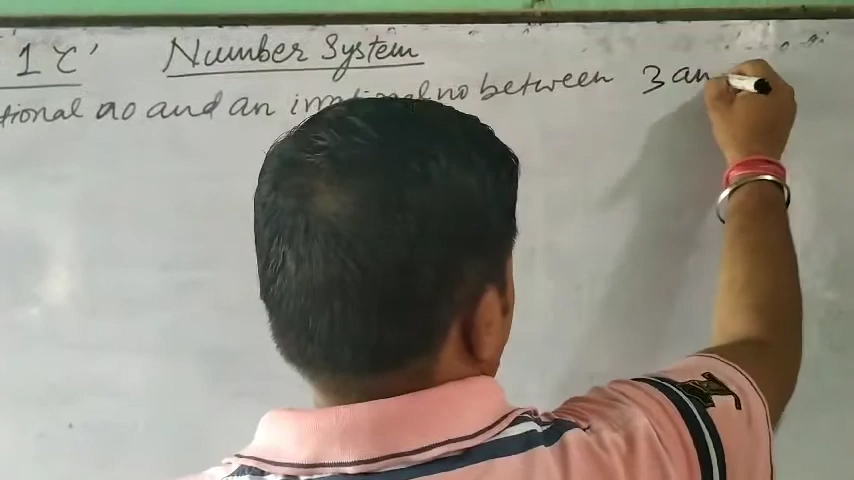 1 C' Number System
tional no and an irrational no between 3 an